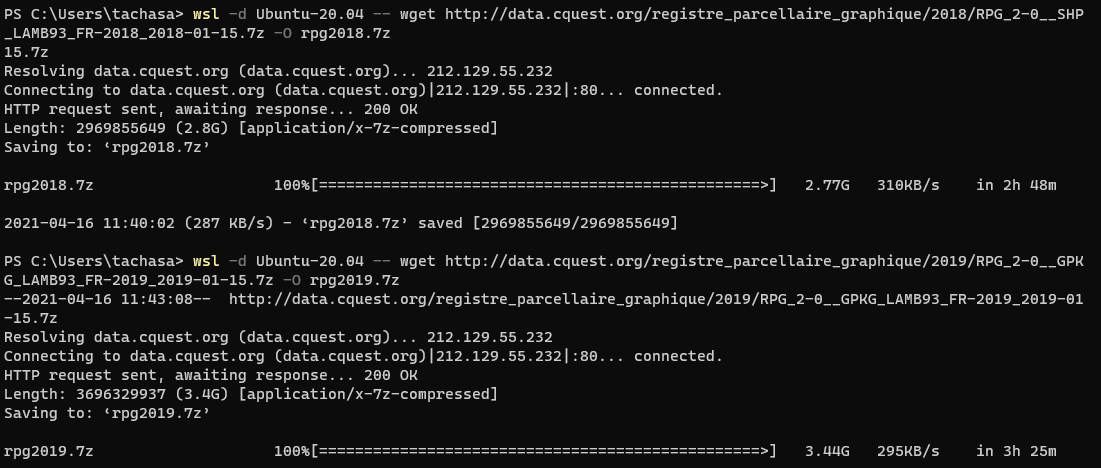 PS C:\Users\tachasa> wsl -d Ubuntu-20.04 -- wget http://data.cquest.org/registre_parcellaire_graphique/2018/RPG_2-0__SHP
_LAMB93_FR-2018_2018-01-15.7z -O rpg2018.7z
15.7z
Resolving data.cquest.org (data.cquest.org)... 212.129.55.232
Connecting to data.cquest.org (data.cquest.org)|212.129.55.232|:80... connected.
HTTP request sent, awaiting response... 200 OK
Length: 2969855649 (2.8G) [application/x-7z-compressed]
Saving to: ‘rpg2018.7z’
rpg2018.7z 100%[=================================================>] 2.77G 310KB/s in 2h 48m
2021-04-16 11:40:02 (287 KB/s) - ‘rpg2018.7z’ saved [2969855649/2969855649]
PS C:\Users\tachasa> wsl -d Ubuntu-20.04 -- wget http://data.cquest.org/registre_parcellaire_graphique/2019/RPG_2-0__GPK
G_LAMB93_FR-2019_2019-01-15.7z -O rpg2019.7z
--2021-04-16 11:43:08-- http://data.cquest.org/registre_parcellaire_graphique/2019/RPG_2-0__GPKG_LAMB93_FR-2019_2019-01
-15.7z
Resolving data.cquest.org (data.cquest.org)... 212.129.55.232
Connecting to data.cquest.org (data.cquest.org)|212.129.55.232|:80... connected.
HTTP request sent, awaiting response... 200 OK
Length: 3696329937 (3.4G) [application/x-7z-compressed]
Saving to: ‘rpg2019.7z’
rpg2019.7z 100%[=================================================>] 3.44G 295KB/s in 3h 25m